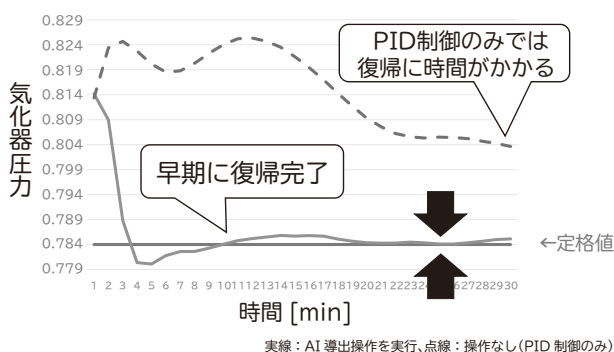 0.829
0.824
0.819
0.814
0.809
0.804
0.799
0.794
0.789
0.784
0.779
気化器圧力
PID制御のみでは
復帰に時間がかかる
早期に復帰完了
←定格値
1 2 3 4 5 6 7 8 9 10 11 12 13 14 15 16 17 18 19 20 21 22 23 24 26 27 28 29 30
時間 [min]
実線：AI 導出操作を実行、点線：操作なし（PID 制御のみ）